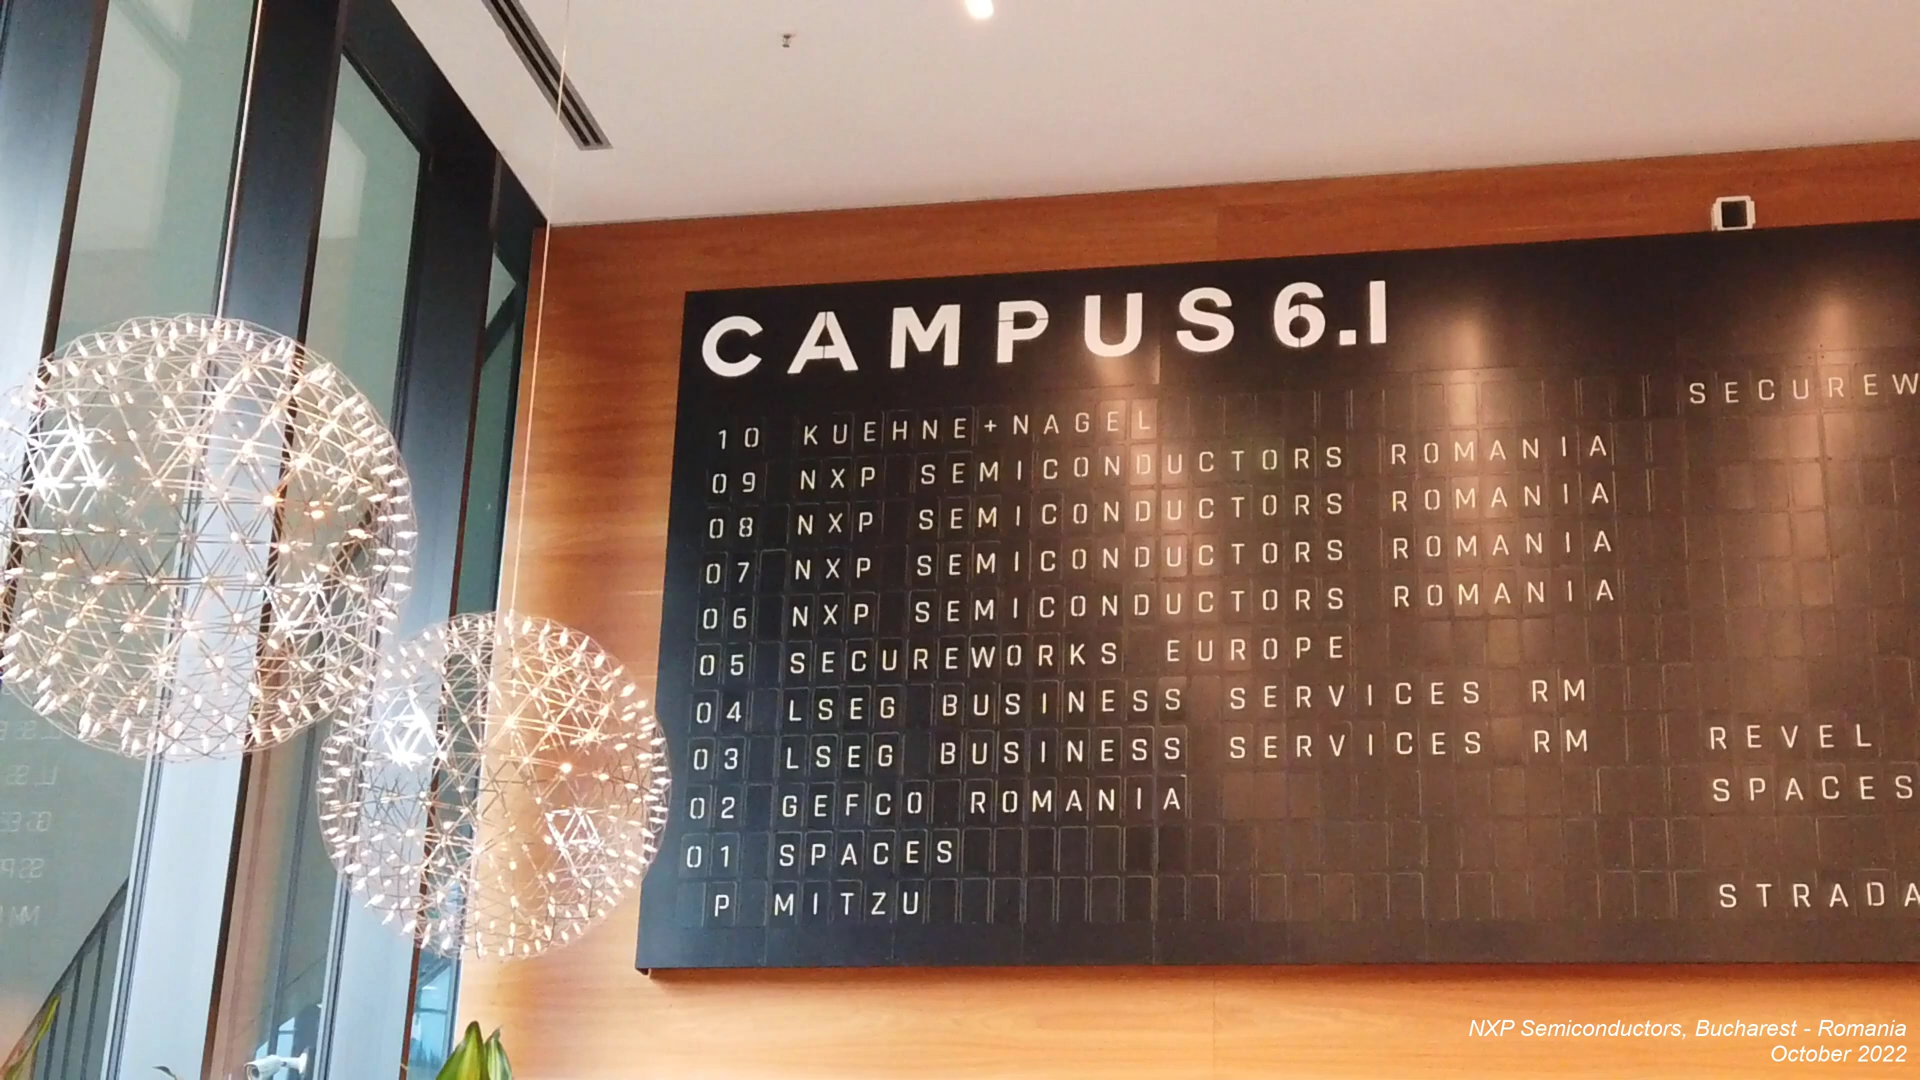 CAMPUS 6.1
10 KUEHNE+NAGEL SECUREW
09 NXP SEMICONDUCTORS ROMANIA
08 NXP SEMICONDUCTORS ROMANIA
07 NXP SEMICONDUCTORS ROMANIA
06 NXP SEMICONDUCTORS ROMANIA
05 SECUREWORKS EUROPE
04 LSEG BUSINESS SERVICES RM
03 LSEG BUSINESS SERVICES RM REVEL
02 GEFCO ROMANIA SPACES
01 SPACES
P MITZU STRADA
NXP Semiconductors, Bucharest - Romania
October 2022